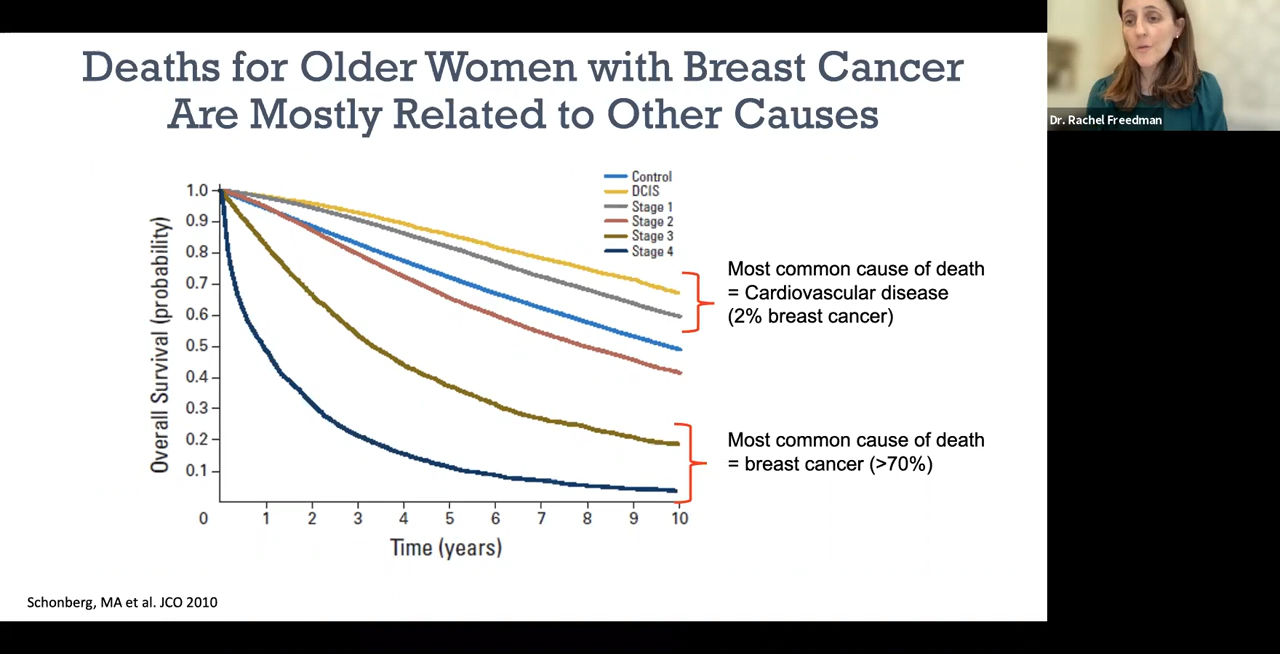 Deaths for Older Women with Breast Cancer
Are Mostly Related to Other Causes
Dr. Rachel Freedman
Control
DCIS
Stage 1
Stage 2
Stage 3
Stage 4
Overall Survival (probability)
1.0
0.9
0.8
0.7
0.6
0.5
0.4
0.3
0.2
0.1
0 1 2 3 4 5 6 7 8 9 10
Time (years)
Most common cause of death
= Cardiovascular disease
(2% breast cancer)
Most common cause of death
= breast cancer (>70%)
Schonberg, MA et al. JCO 2010